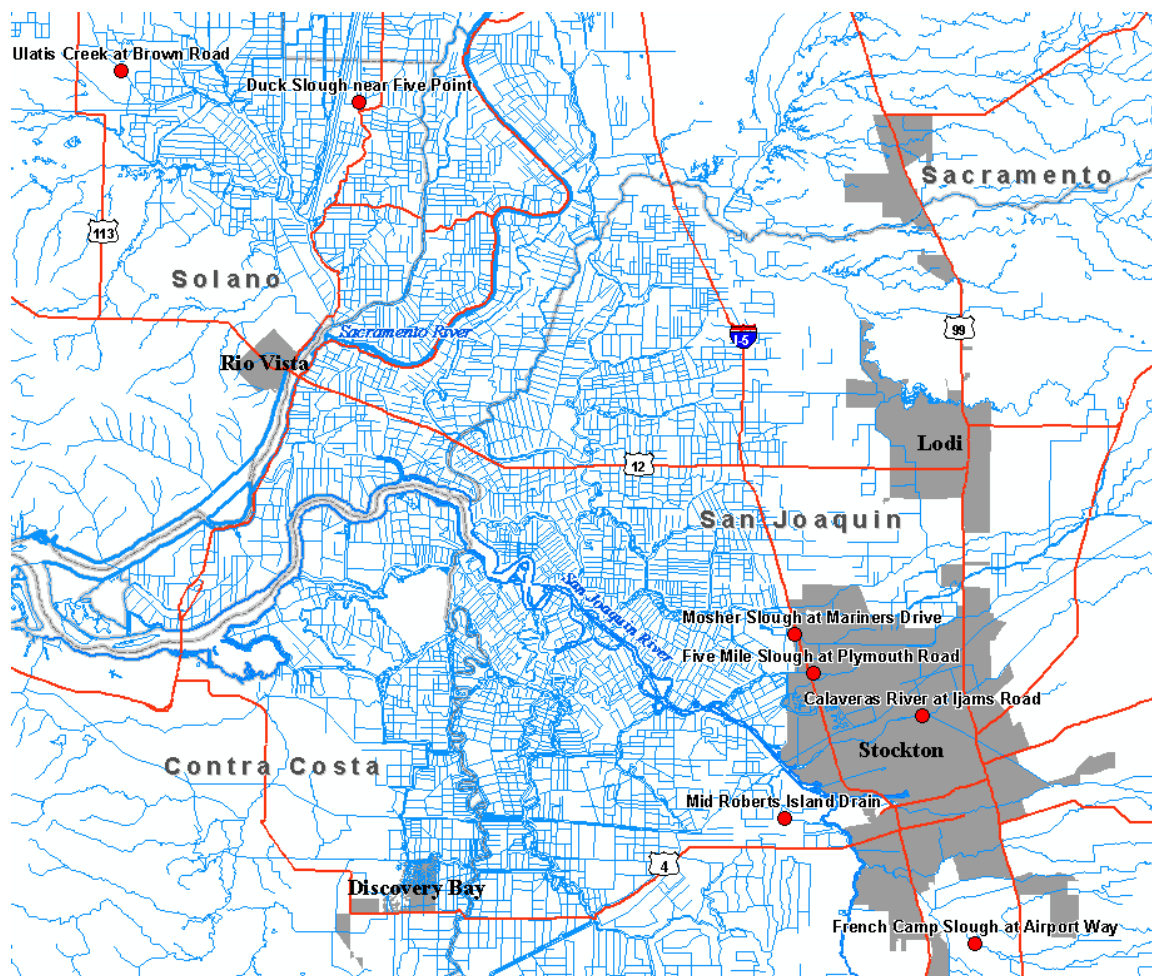 Ulatis Creek at Brown Road
Duck Slough near Five Point
Sacramento
113
Solano
Sacramento River
99
I-5
Rio Vista
Lodi
12
San Joaquin
San Joaquin River
Mosher Slough at Mariners Drive
Five Mile Slough at Plymouth Road
Calaveras River at Ijams Road
Stockton
Contra Costa
Mid Roberts Island Drain
4
Discovery Bay
French Camp Slough at Airport Way